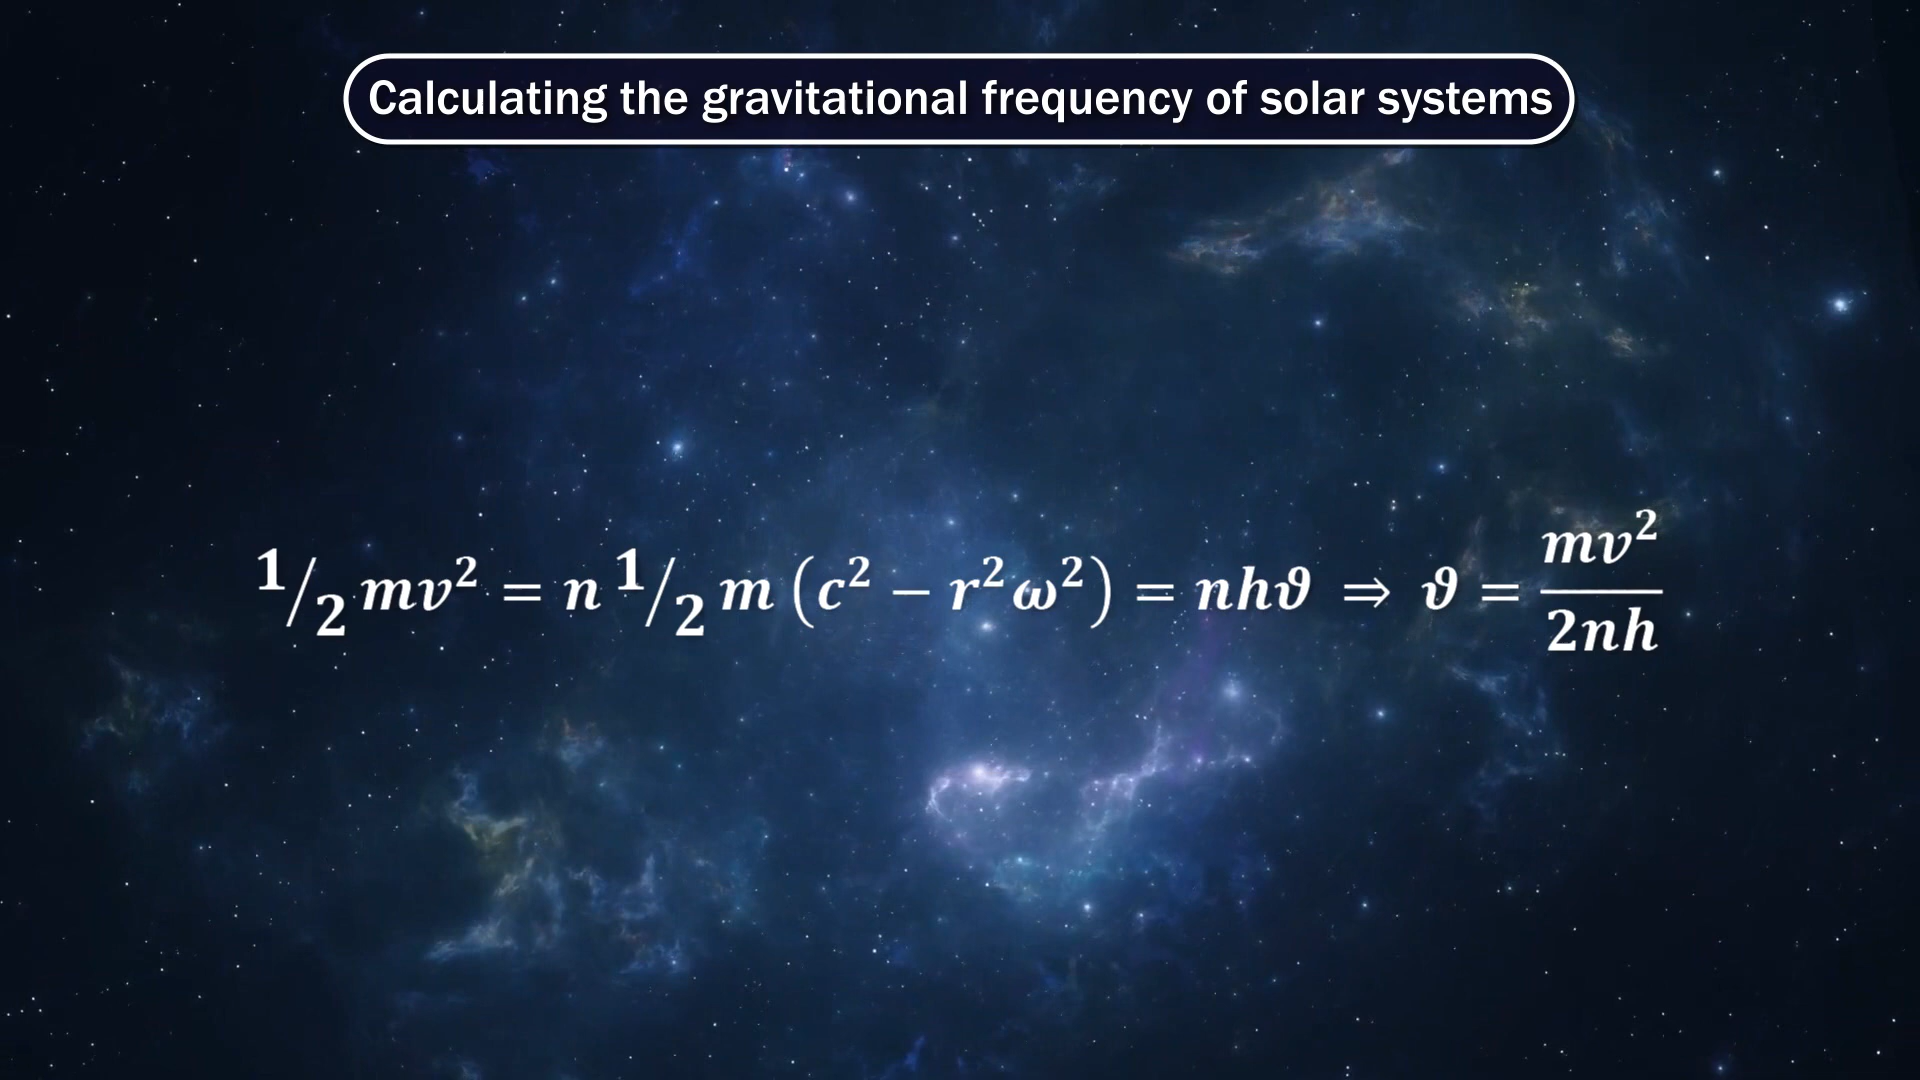 Calculating the gravitational frequency of solar systems
½ mv² = n ½ m (c² − r²ω²) = nhϑ ⇒ ϑ = mv² / 2nh